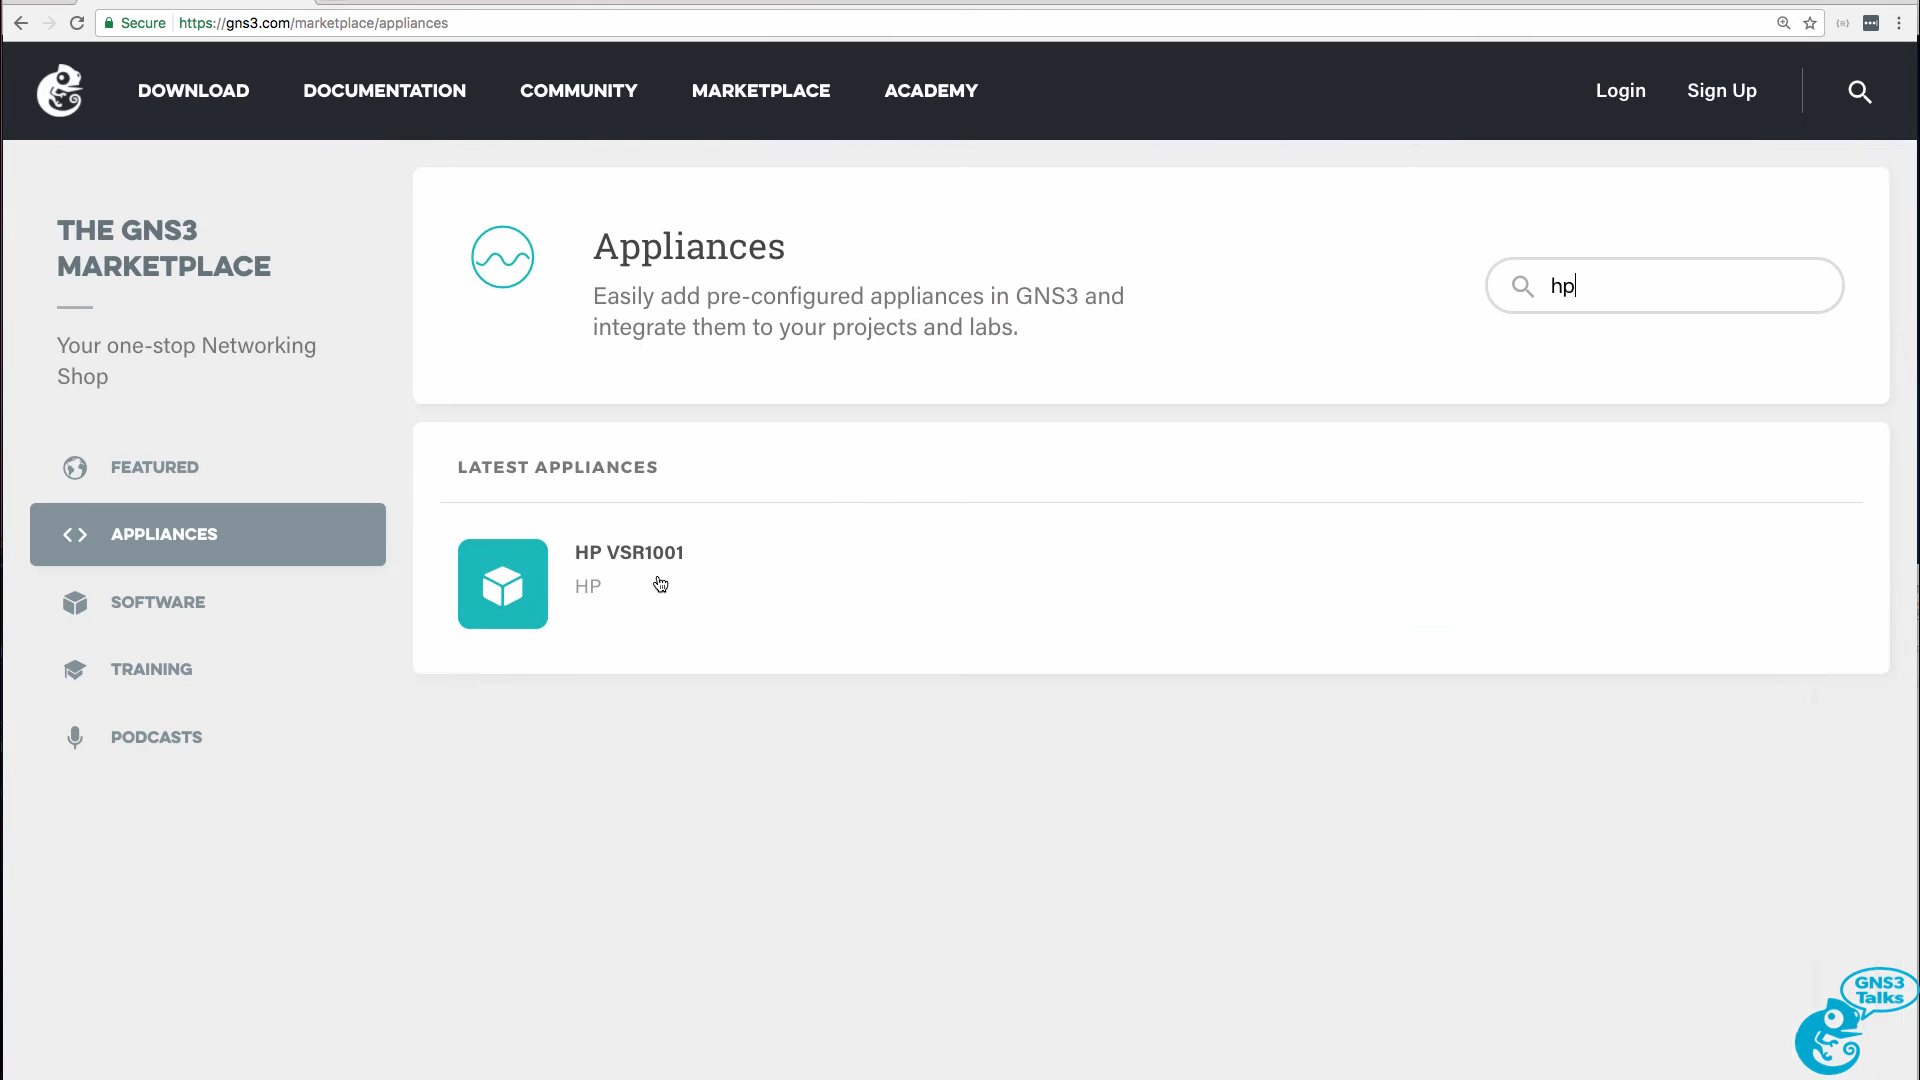 Secure https://gns3.com/marketplace/appliances
DOWNLOAD DOCUMENTATION COMMUNITY MARKETPLACE ACADEMY Login Sign Up
THE GNS3
MARKETPLACE
Your one-stop Networking
Shop
FEATURED
APPLIANCES
SOFTWARE
TRAINING
PODCASTS
Appliances
Easily add pre-configured appliances in GNS3 and
integrate them to your projects and labs.
hp
LATEST APPLIANCES
HP VSR1001
HP
GNS3
Talks